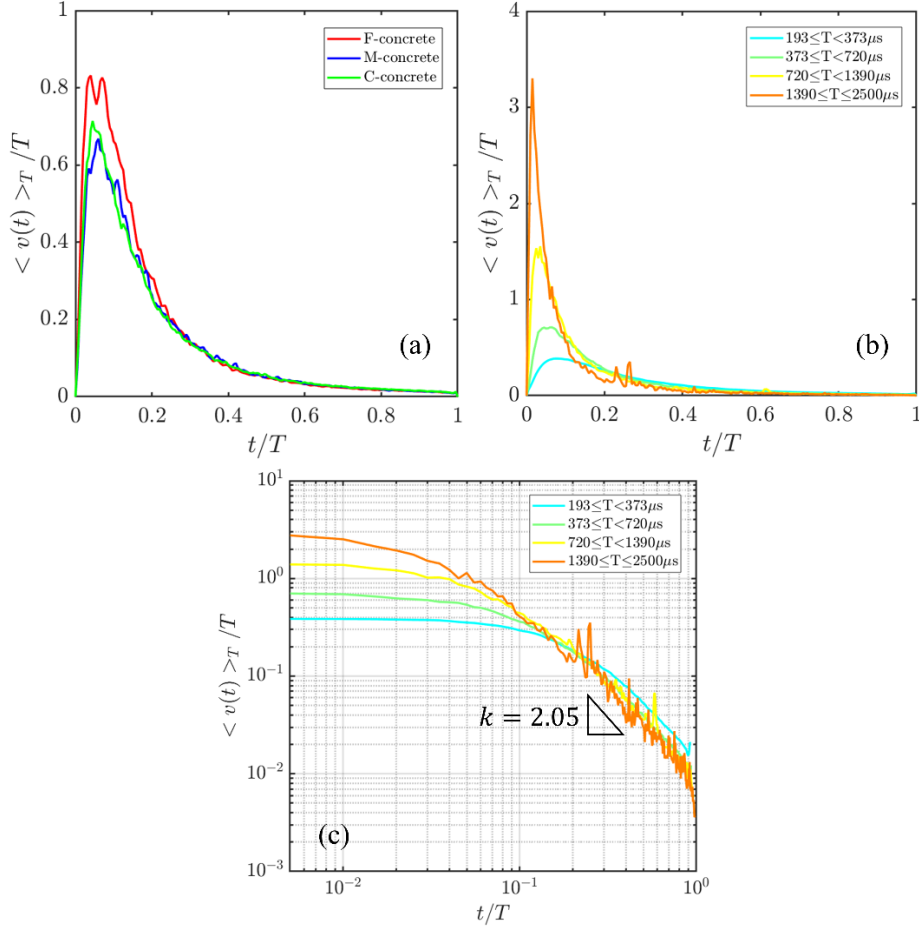 1
0.8
0.6
0.4
0.2
0
< v(t) >_T /T
F-concrete
M-concrete
C-concrete
(a)
0 0.2 0.4 0.6 0.8 1
t/T
4
3
2
1
0
< v(t) >_T /T
193≤T<373μs
373≤T<720μs
720≤T<1390μs
1390≤T≤2500μs
(b)
0 0.2 0.4 0.6 0.8 1
t/T
10^1
10^0
10^-1
10^-2
10^-3
< v(t) >_T /T
193≤T<373μs
373≤T<720μs
720≤T<1390μs
1390≤T≤2500μs
k = 2.05
(c)
10^-2 10^-1 10^0
t/T